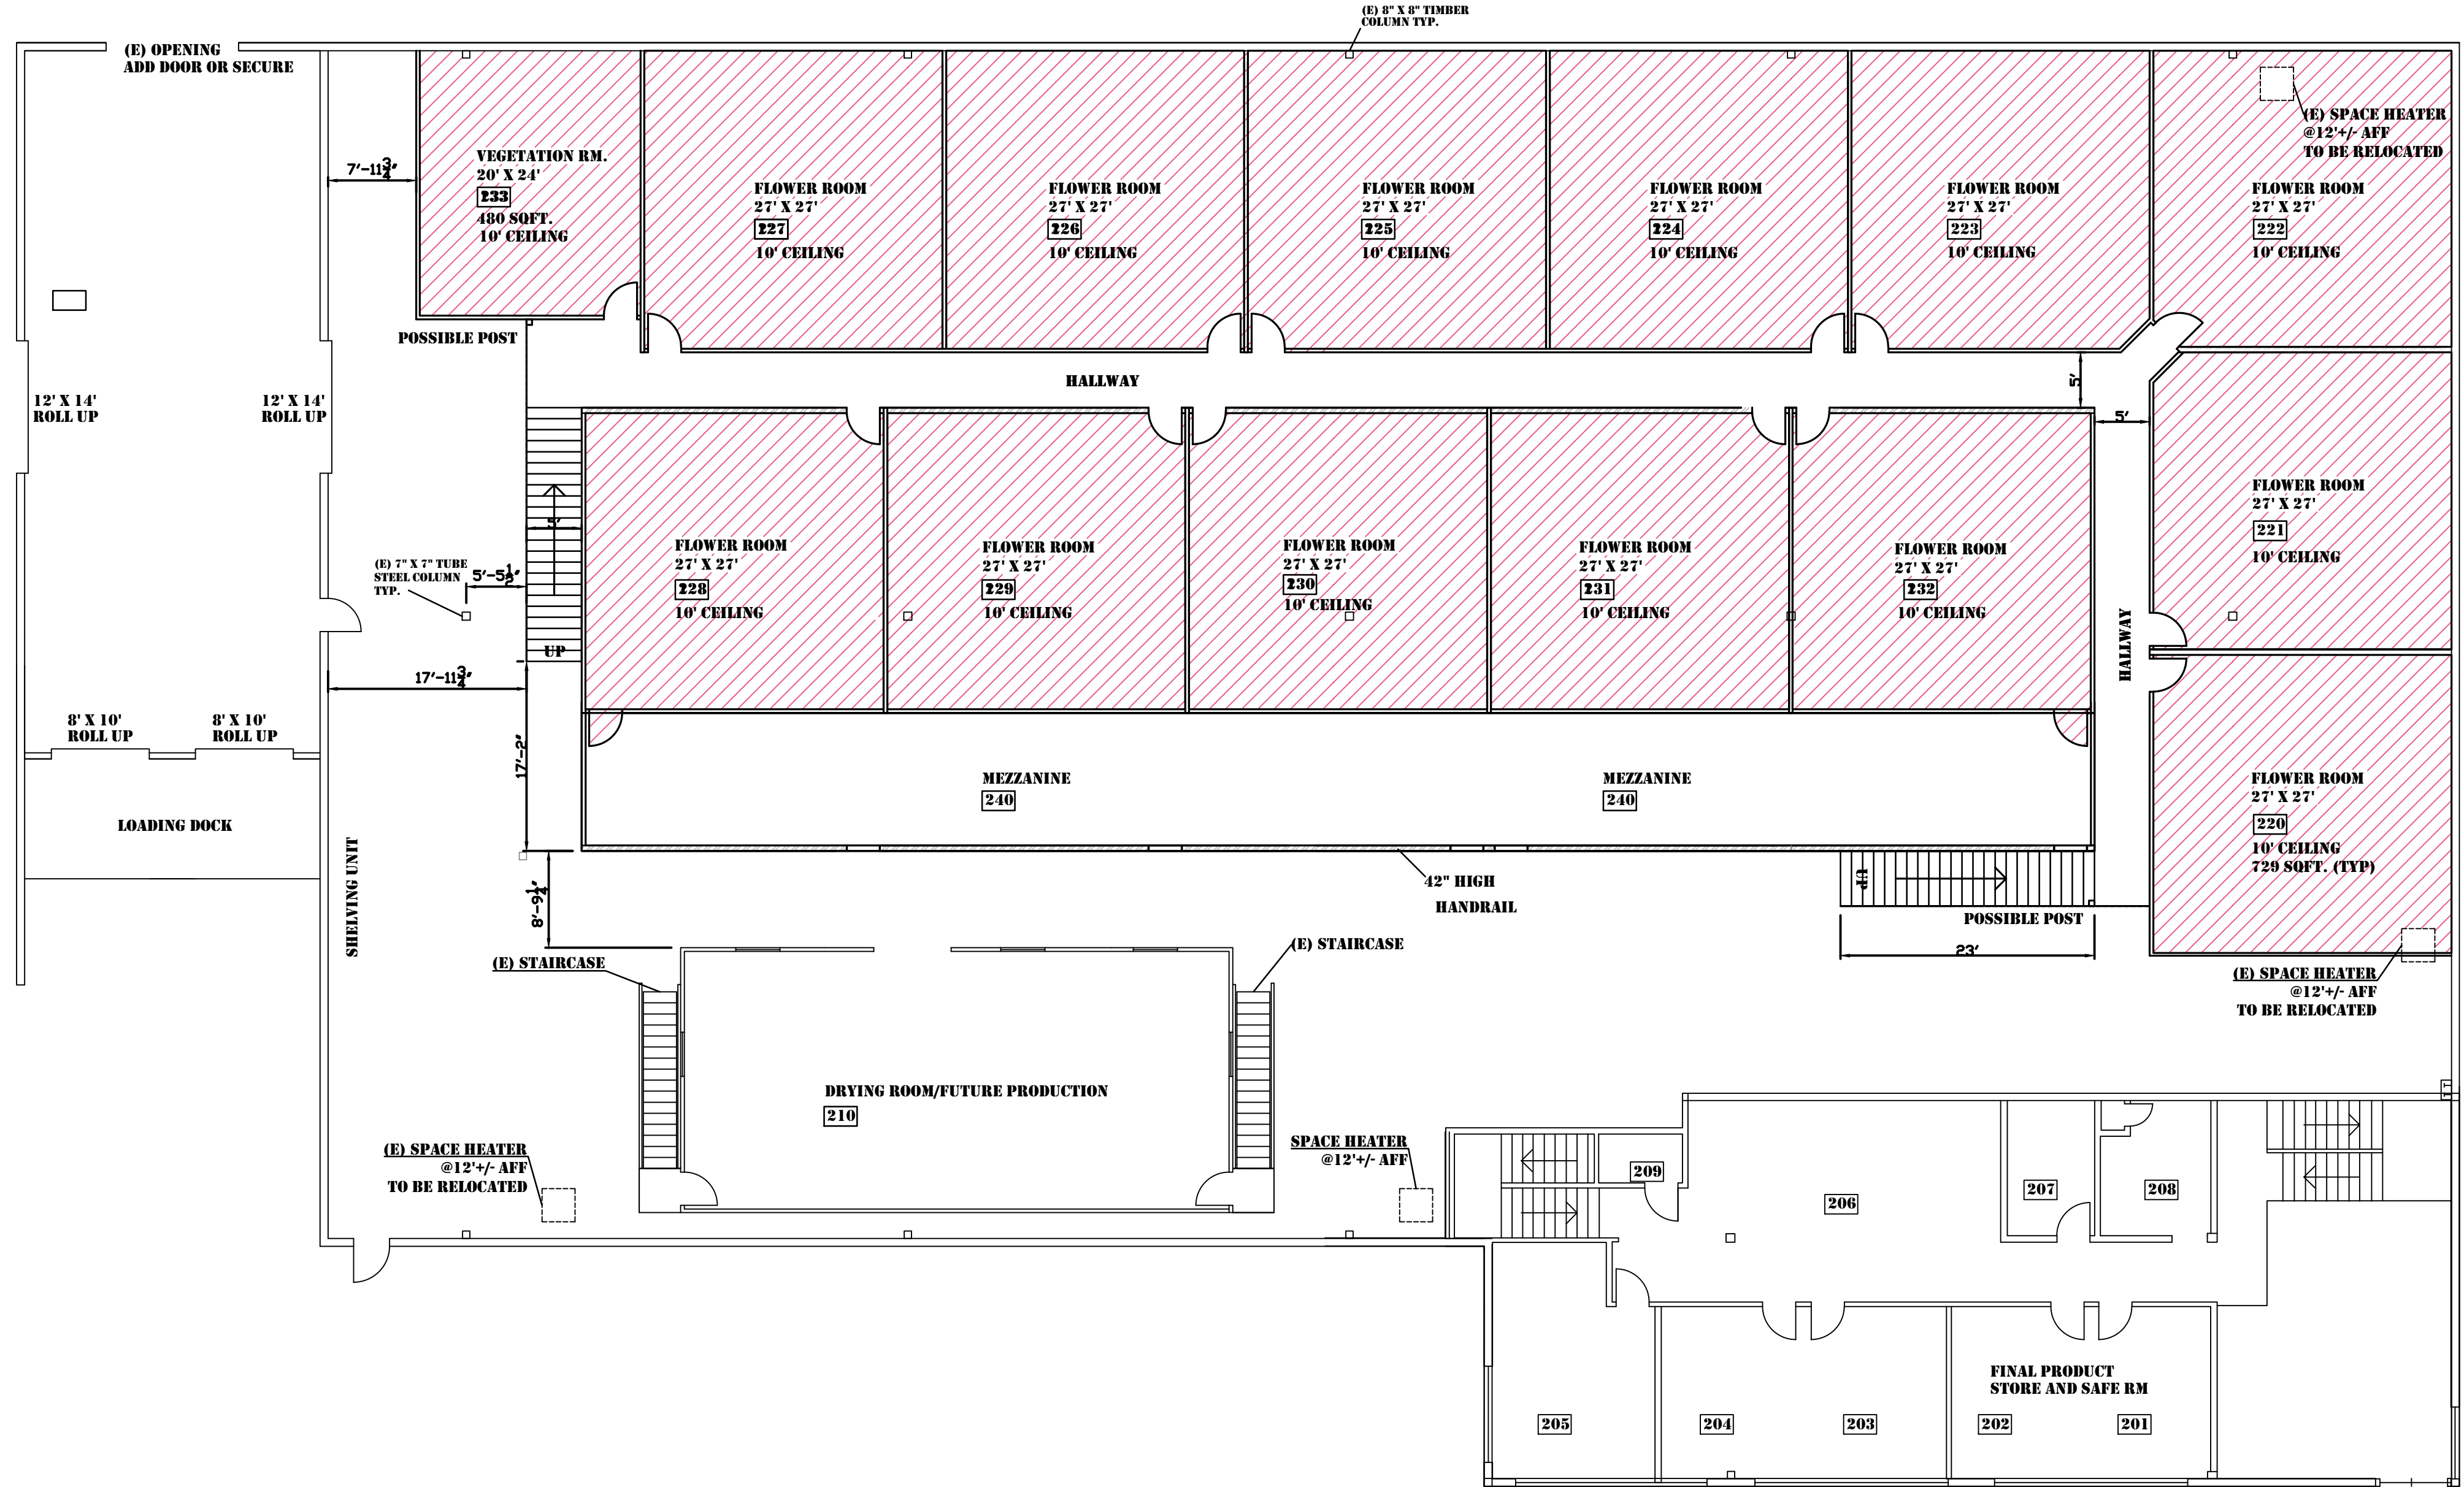 (E) 8" X 8" TIMBER
COLUMN TYP.
(E) OPENING
ADD DOOR OR SECURE
7'-11 3/4"
VEGETATION RM.
20' X 24'
233
480 SQFT.
10' CEILING
FLOWER ROOM
27' X 27'
227
10' CEILING
FLOWER ROOM
27' X 27'
226
10' CEILING
FLOWER ROOM
27' X 27'
225
10' CEILING
FLOWER ROOM
27' X 27'
224
10' CEILING
FLOWER ROOM
27' X 27'
223
10' CEILING
(E) SPACE HEATER
@12'+/- AFF
TO BE RELOCATED
FLOWER ROOM
27' X 27'
222
10' CEILING
POSSIBLE POST
HALLWAY
5'
5'
12' X 14'
ROLL UP
12' X 14'
ROLL UP
5'
(E) 7" X 7" TUBE
STEEL COLUMN
TYP.
5'-5 1/2"
UP
17'-11 3/4"
17'-2"
FLOWER ROOM
27' X 27'
228
10' CEILING
FLOWER ROOM
27' X 27'
229
10' CEILING
FLOWER ROOM
27' X 27'
230
10' CEILING
FLOWER ROOM
27' X 27'
231
10' CEILING
FLOWER ROOM
27' X 27'
232
10' CEILING
HALLWAY
FLOWER ROOM
27' X 27'
221
10' CEILING
8' X 10'
ROLL UP
8' X 10'
ROLL UP
LOADING DOCK
SHELVING UNIT
MEZZANINE
240
MEZZANINE
240
FLOWER ROOM
27' X 27'
220
10' CEILING
729 SQFT. (TYP)
8'-9 1/4"
42" HIGH
HANDRAIL
UP
POSSIBLE POST
23'
(E) STAIRCASE
(E) STAIRCASE
(E) SPACE HEATER
@12'+/- AFF
TO BE RELOCATED
DRYING ROOM/FUTURE PRODUCTION
210
(E) SPACE HEATER
@12'+/- AFF
TO BE RELOCATED
SPACE HEATER
@12'+/- AFF
209
206
207
208
FINAL PRODUCT
STORE AND SAFE RM
205
204
203
202
201